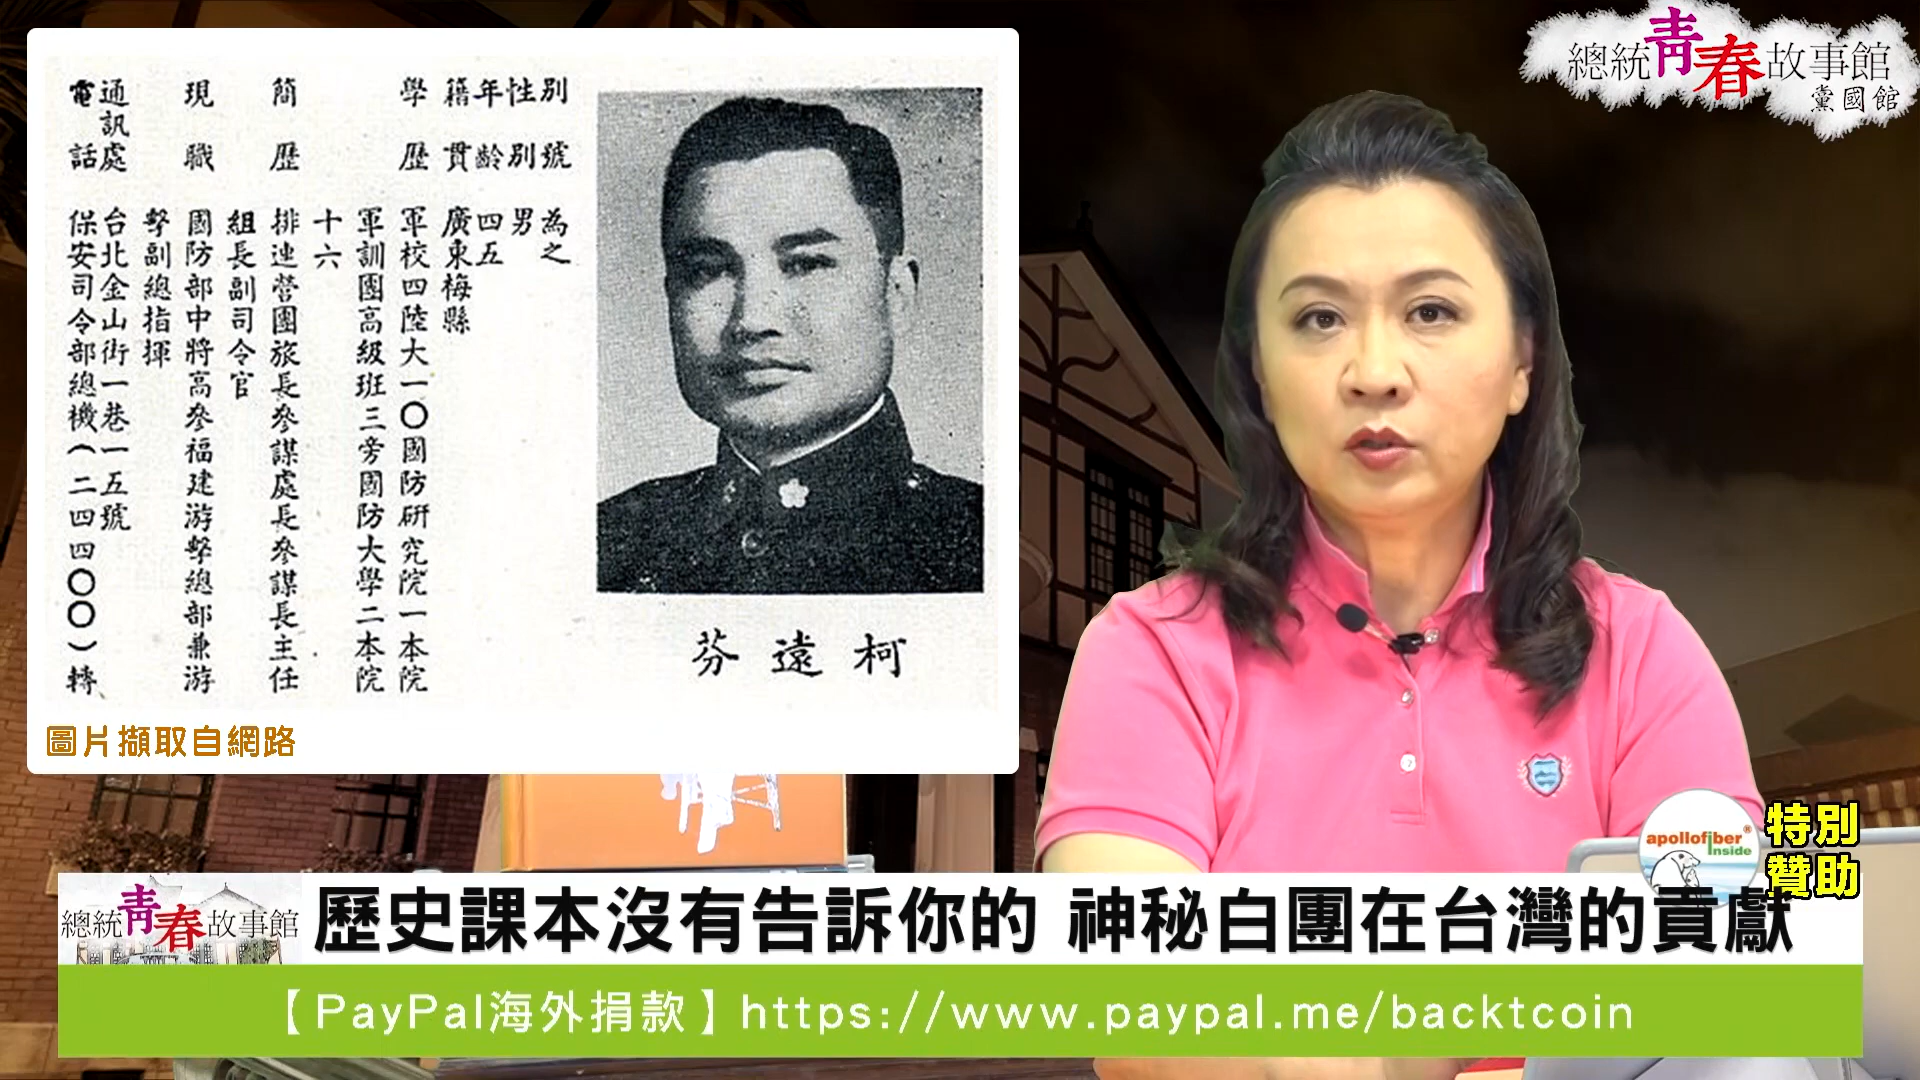 別號 為之
性別 男
年齡 四五
籍貫 廣東梅縣
學歷 軍校四陸大一〇國防研究院一本院
軍訓團高級班三旁國防大學二本院
十六
簡歷 排連營團旅長參謀處長參謀長主任
組長副司令官
現職 國防部中將高參福建游擊總部兼游
擊副總指揮
通訊處 台北金山街一巷一五號
電話 保安司令部總機(二四四〇〇)轉
柯遠芬
圖片擷取自網路
總統青春故事館
黨國館
apollofiber®
inside
特別
贊助
總統青春故事館
歷史課本沒有告訴你的 神秘白團在台灣的貢獻
【PayPal海外捐款】https://www.paypal.me/backtcoin